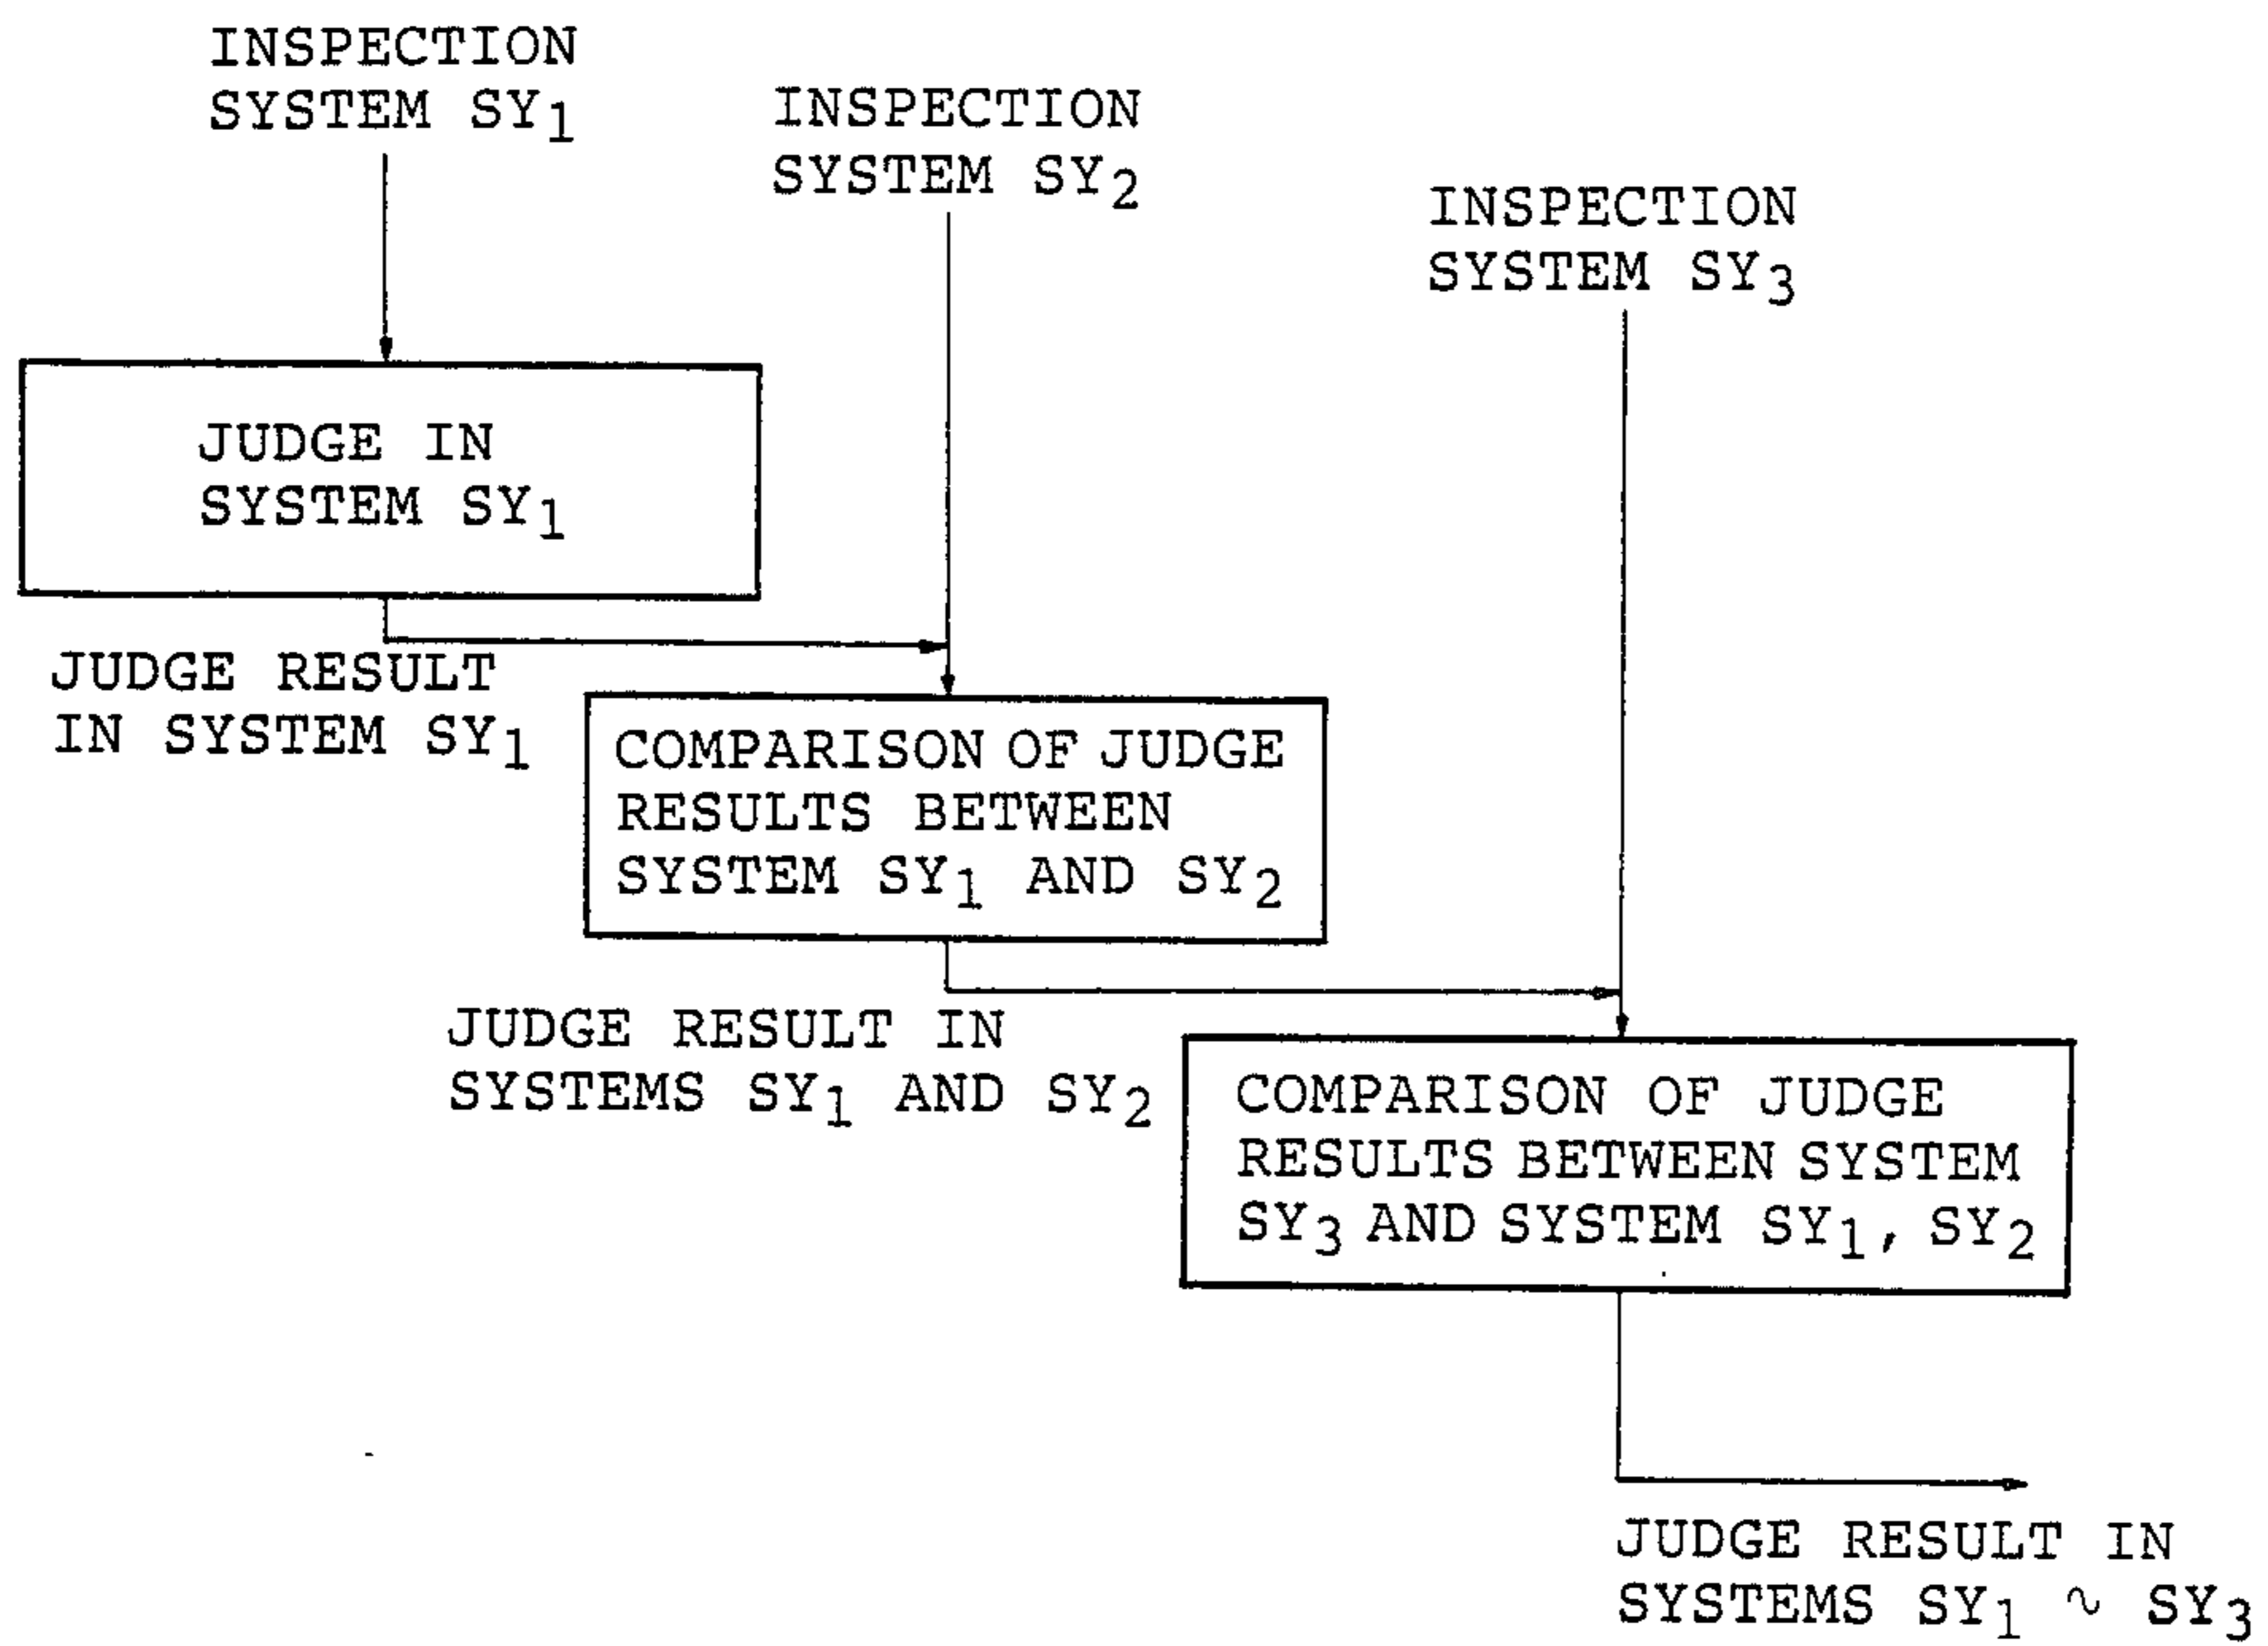 INSPECTION
SYSTEM SY₁
INSPECTION
SYSTEM SY₂
INSPECTION
SYSTEM SY₃
JUDGE IN
SYSTEM SY₁
JUDGE RESULT
IN SYSTEM SY₁
COMPARISON OF JUDGE
RESULTS BETWEEN
SYSTEM SY₁ AND SY₂
JUDGE RESULT IN
SYSTEMS SY₁ AND SY₂
COMPARISON OF JUDGE
RESULTS BETWEEN SYSTEM
SY₃ AND SYSTEM SY₁, SY₂
JUDGE RESULT IN
SYSTEMS SY₁ ~ SY₃